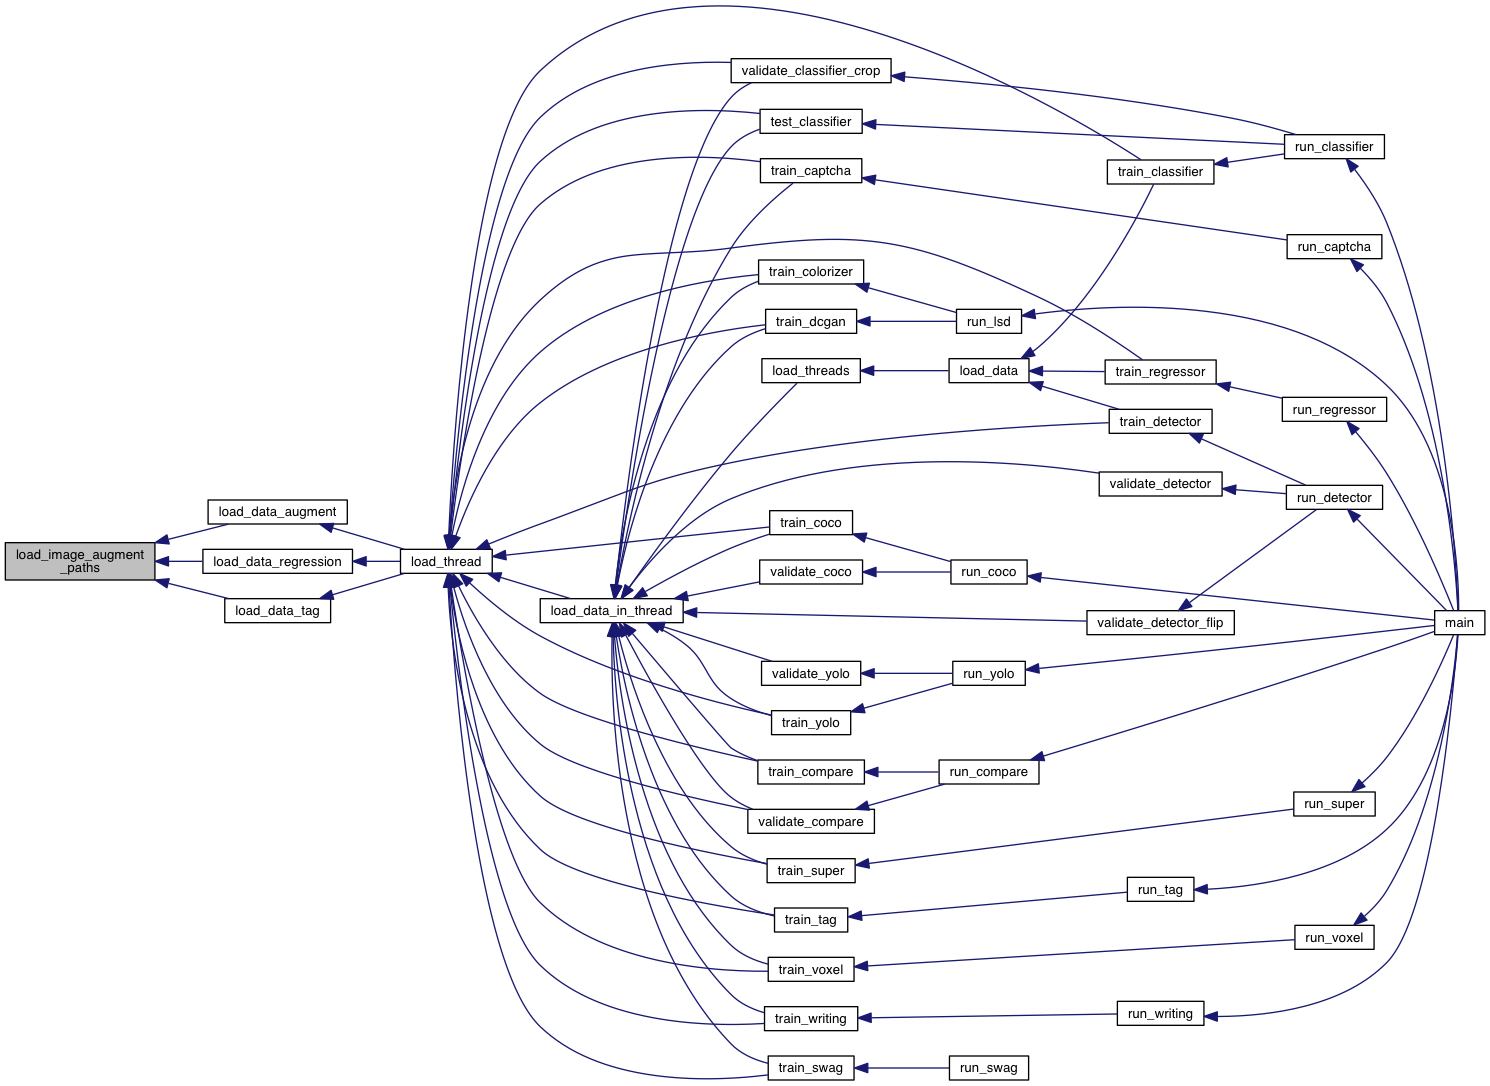 load_image_augment
_paths
load_data_augment
load_data_regression
load_data_tag
load_thread
load_data_in_thread
validate_classifier_crop
test_classifier
train_captcha
train_colorizer
train_dcgan
load_threads
train_coco
validate_coco
validate_yolo
train_yolo
train_compare
validate_compare
train_super
train_tag
train_voxel
train_writing
train_swag
run_lsd
load_data
run_coco
run_yolo
run_compare
run_swag
train_classifier
train_regressor
train_detector
validate_detector
validate_detector_flip
run_tag
run_writing
run_classifier
run_captcha
run_regressor
run_detector
run_super
run_voxel
main